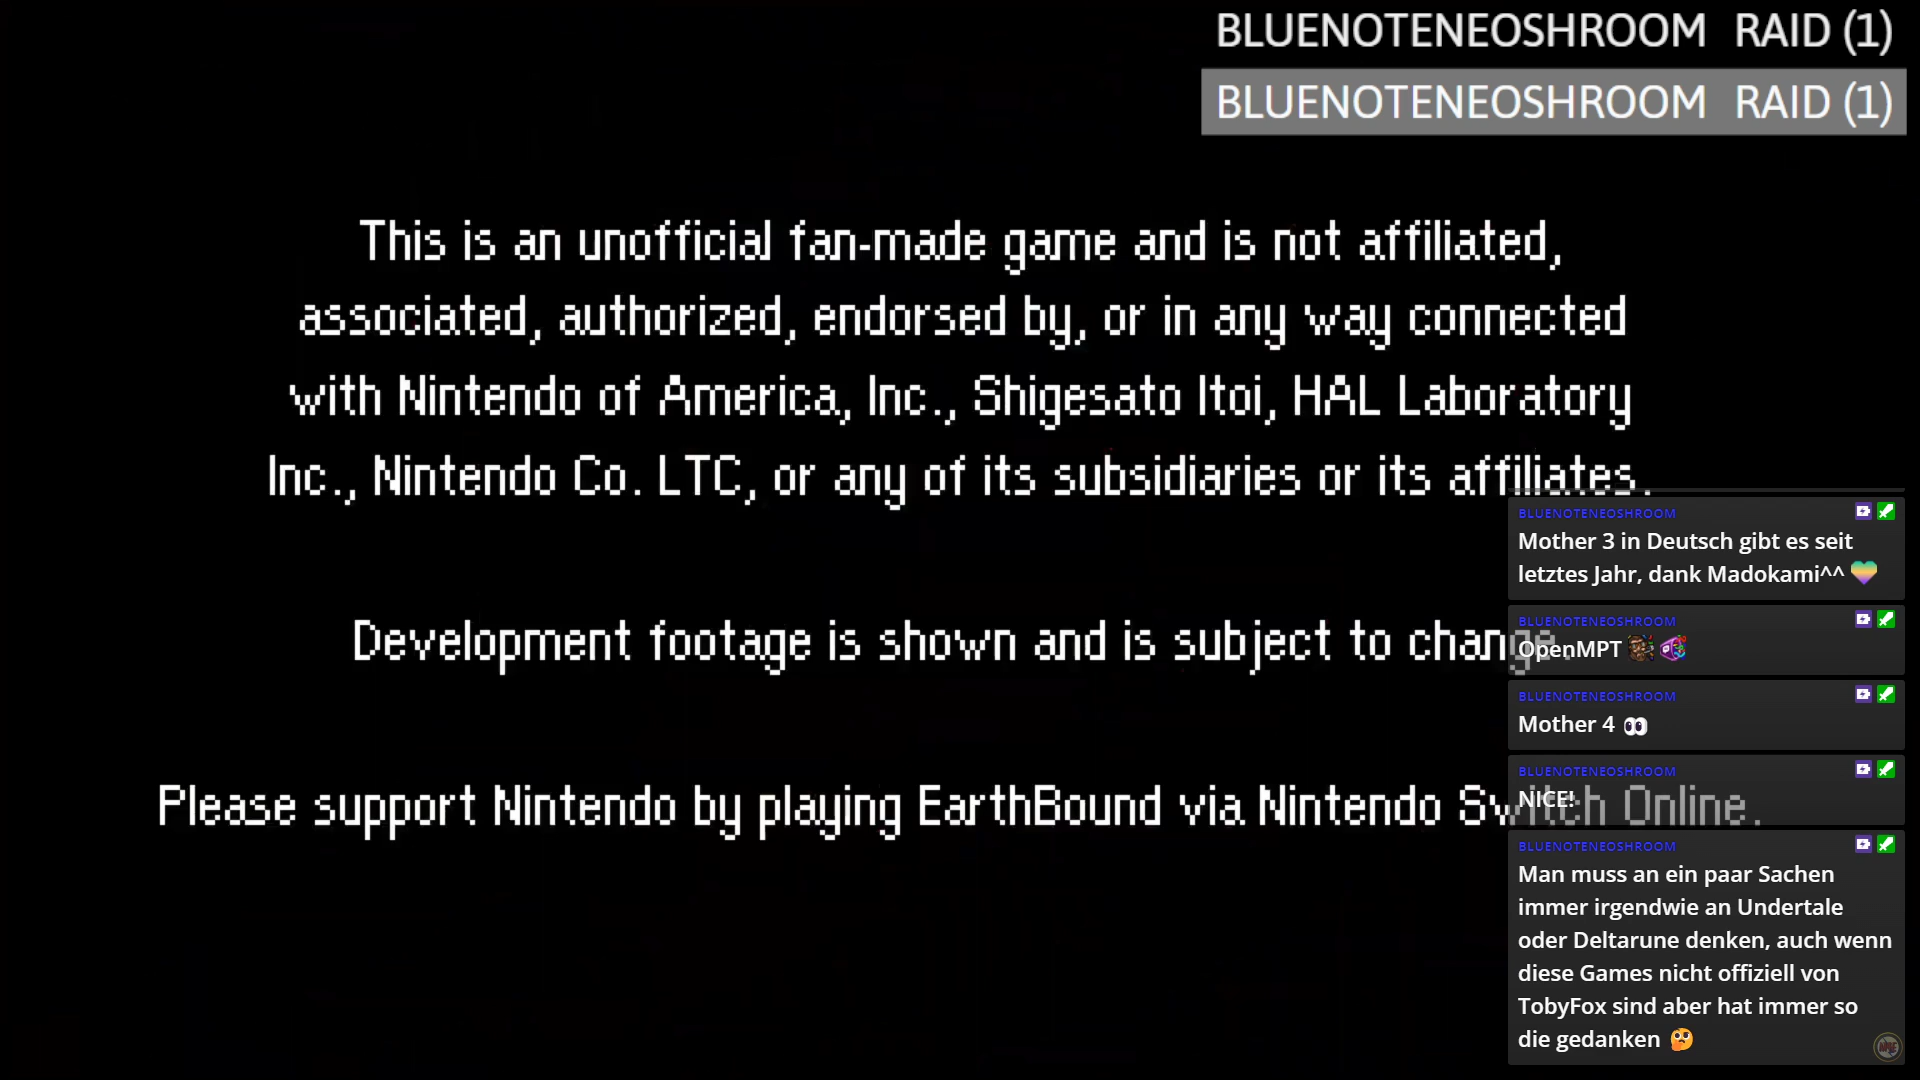 BLUENOTENEOSHROOM RAID (1)
BLUENOTENEOSHROOM RAID (1)
This is an unofficial fan-made game and is not affiliated,
associated, authorized, endorsed by, or in any way connected
with Nintendo of America, Inc., Shigesato Itoi, HAL Laboratory
Inc., Nintendo Co. LTC, or any of its subsidiaries or its affiliates.
Development footage is shown and is subject to change.
Please support Nintendo by playing EarthBound via Nintendo Switch Online.
BLUENOTENEOSHROOM
Mother 3 in Deutsch gibt es seit
letztes Jahr, dank Madokami^^
BLUENOTENEOSHROOM
OpenMPT
BLUENOTENEOSHROOM
Mother 4 👀
BLUENOTENEOSHROOM
NICE!
BLUENOTENEOSHROOM
Man muss an ein paar Sachen
immer irgendwie an Undertale
oder Deltarune denken, auch wenn
diese Games nicht offiziell von
TobyFox sind aber hat immer so
die gedanken 🤔